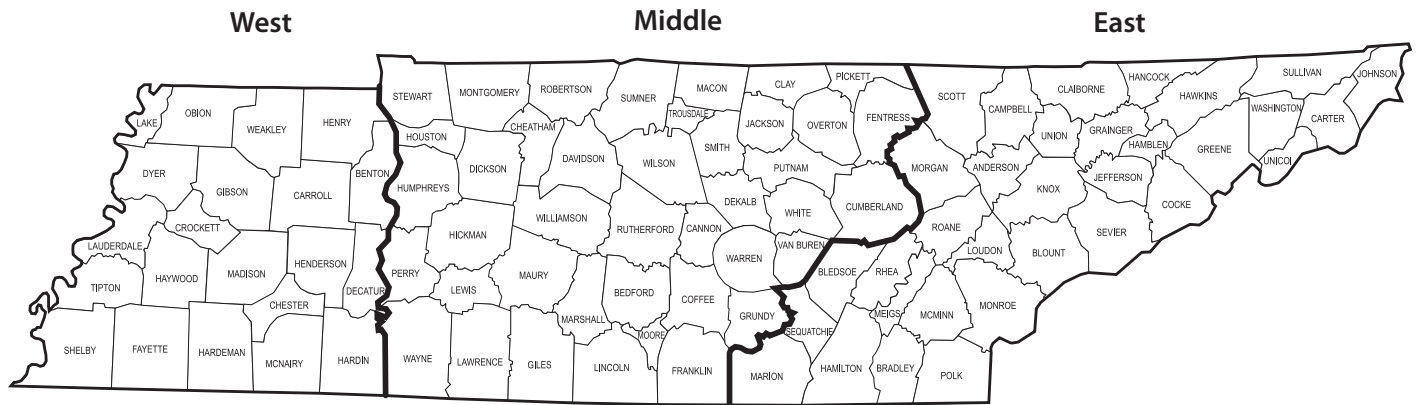 West
Middle
East
STEWART
MONTGOMERY
ROBERTSON
SUMNER
MACON
TROUSDALE
CLAY
PICKETT
SCOTT
CAMPBELL
CLAIBORNE
HANCOCK
HAWKINS
SULLIVAN
JOHNSON
LAKE
OBION
WEAKLEY
HENRY
HOUSTON
CHEATHAM
DAVIDSON
WILSON
SMITH
JACKSON
OVERTON
FENTRESS
UNION
GRAINGER
HAMBLEN
GREENE
WASHINGTON
CARTER
UNICOI
DYER
GIBSON
CARROLL
BENTON
HUMPHREYS
DICKSON
PUTNAM
MORGAN
ANDERSON
KNOX
JEFFERSON
COCKE
LAUDERDALE
CROCKETT
HICKMAN
WILLIAMSON
RUTHERFORD
CANNON
DEKALB
WHITE
CUMBERLAND
ROANE
LOUDON
BLOUNT
SEVIER
TIPTON
HAYWOOD
MADISON
HENDERSON
DECATUR
PERRY
LEWIS
MAURY
BEDFORD
COFFEE
WARREN
VAN BUREN
BLEDSOE
RHEA
CHESTER
MARSHALL
MOORE
GRUNDY
SEQUATCHIE
MEIGS
MCMINN
MONROE
SHELBY
FAYETTE
HARDEMAN
MCNAIRY
HARDIN
WAYNE
LAWRENCE
GILES
LINCOLN
FRANKLIN
MARION
HAMILTON
BRADLEY
POLK